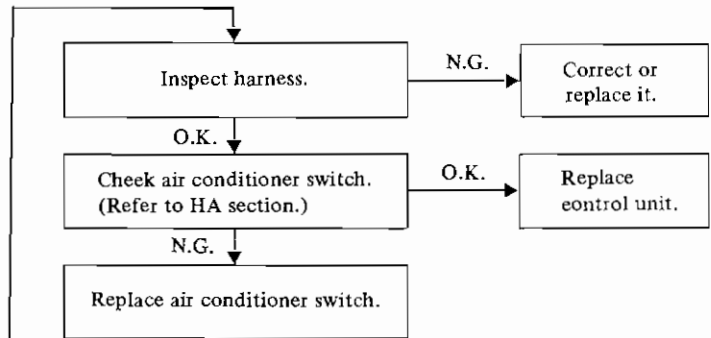 Inspect harness.
N.G.
Correct or
replace it.
O.K.
Cheek air conditioner switch.
(Refer to HA section.)
O.K.
Replace
eontrol unit.
N.G.
Replace air conditioner switch.